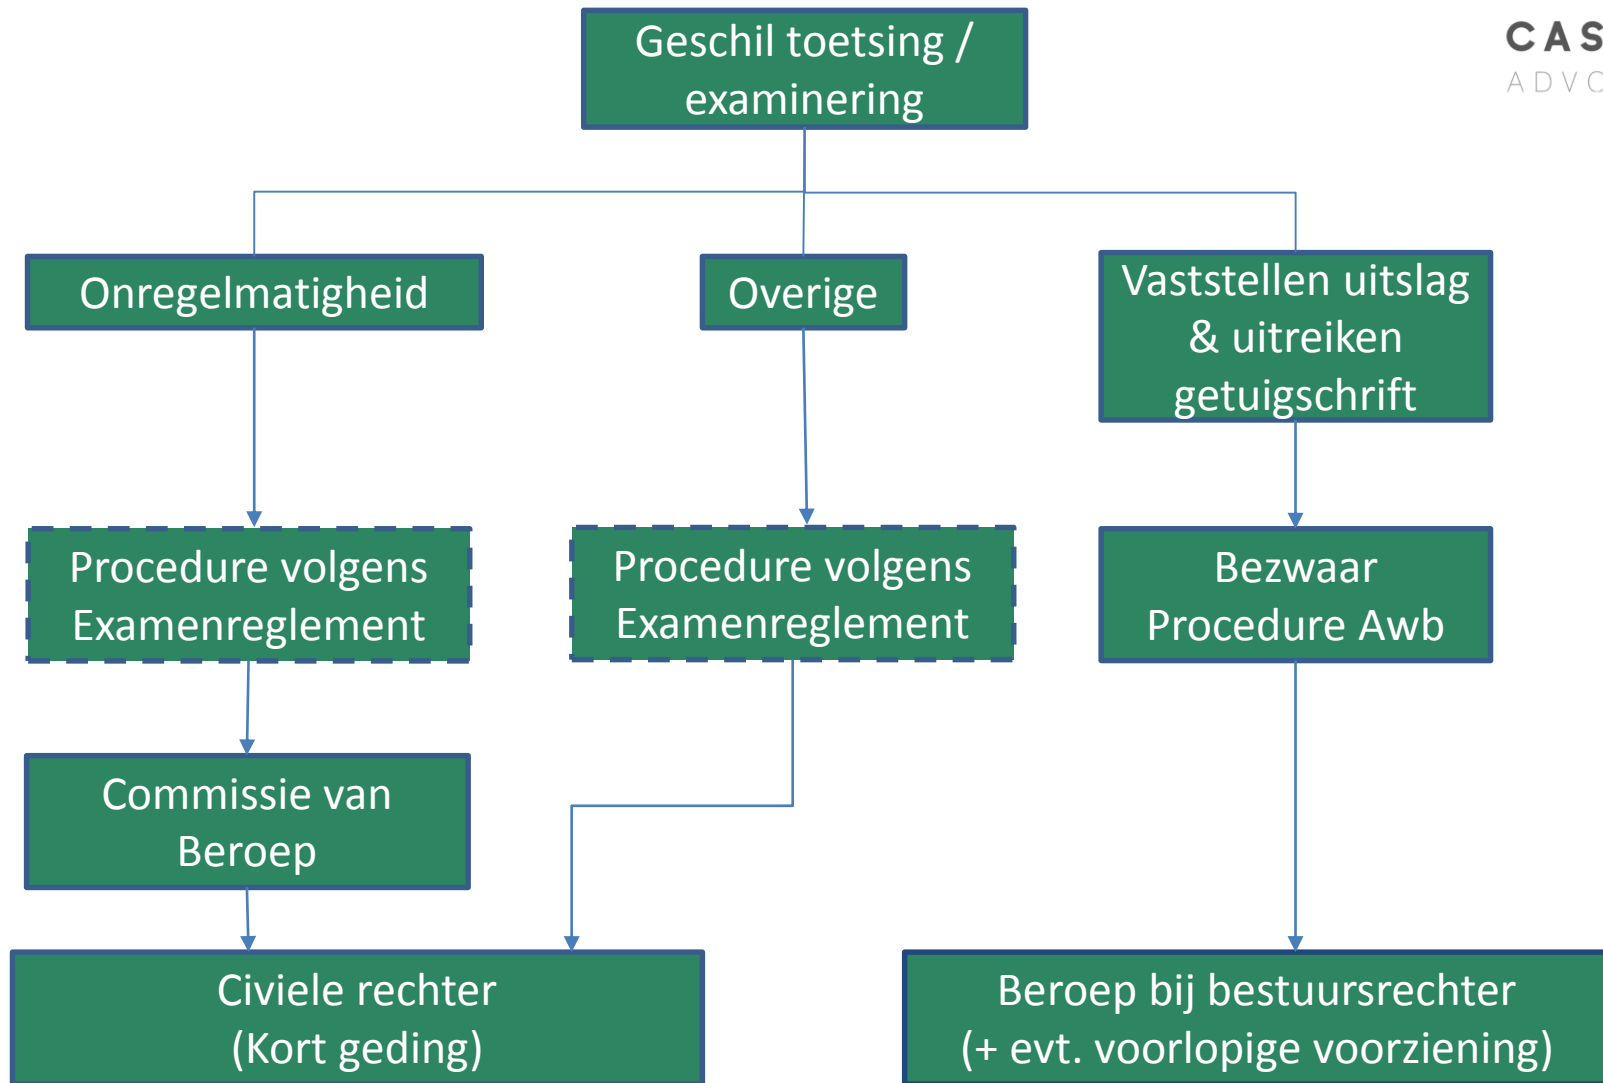 Geschil toetsing /
examinering
CAS
ADVO
Onregelmatigheid
Overige
Vaststellen uitslag
& uitreiken
getuigschrift
Procedure volgens
Examenreglement
Procedure volgens
Examenreglement
Bezwaar
Procedure Awb
Commissie van
Beroep
Civiele rechter
(Kort geding)
Beroep bij bestuursrechter
(+ evt. voorlopige voorziening)